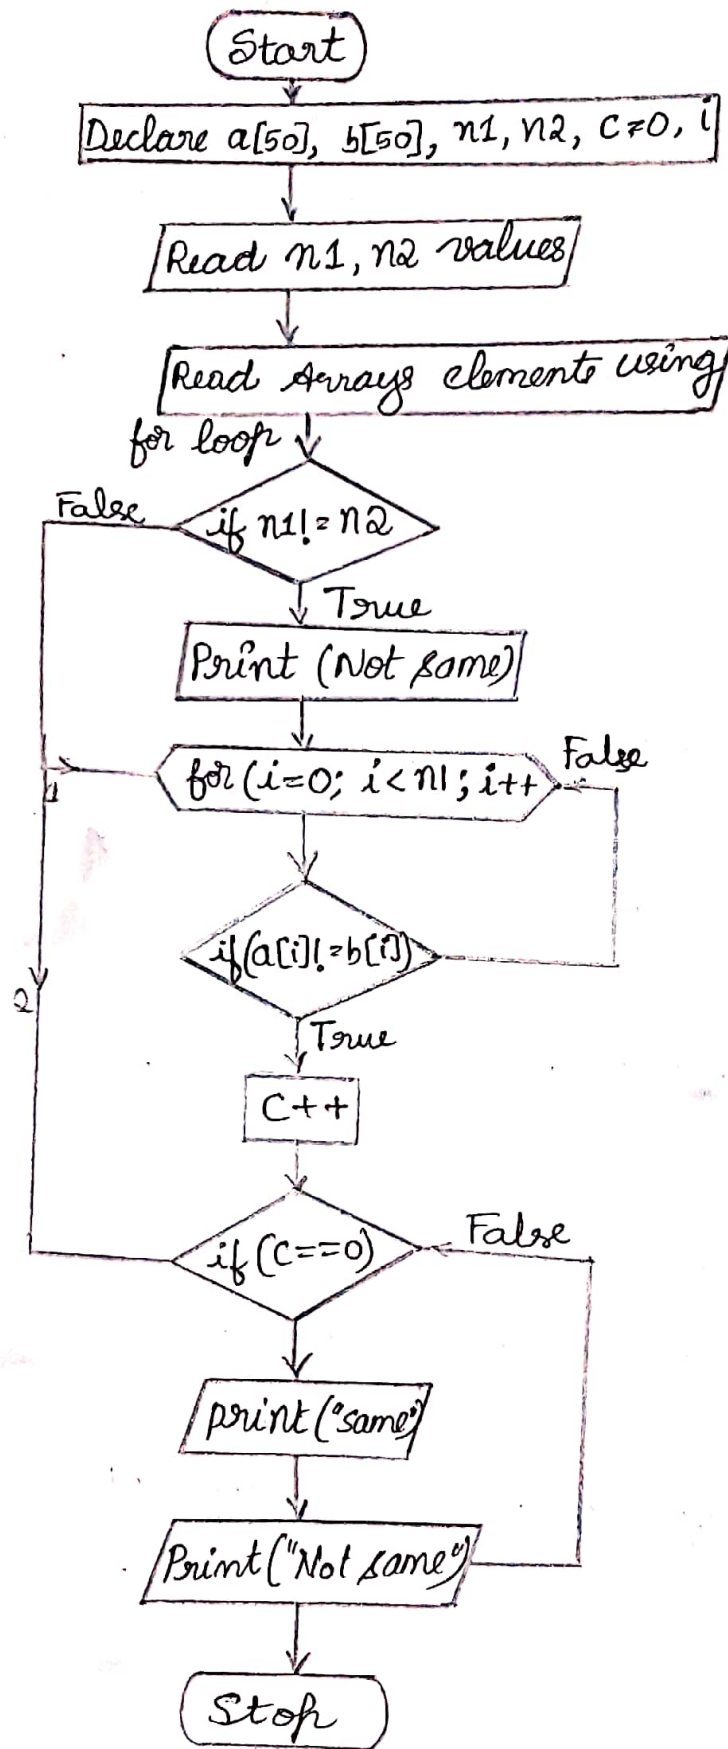 Start
Declare a[50], b[50], n1, n2, C=0, i
Read n1, n2 values
Read Arrays elements using
for loop
False
if n1!=n2
True
Print (Not same)
False
for (i=0; i<n1; i++
1
if(a[i]!=b[i])
2
True
C++
False
if (C==0)
print("same")
Print("Not same")
Stop